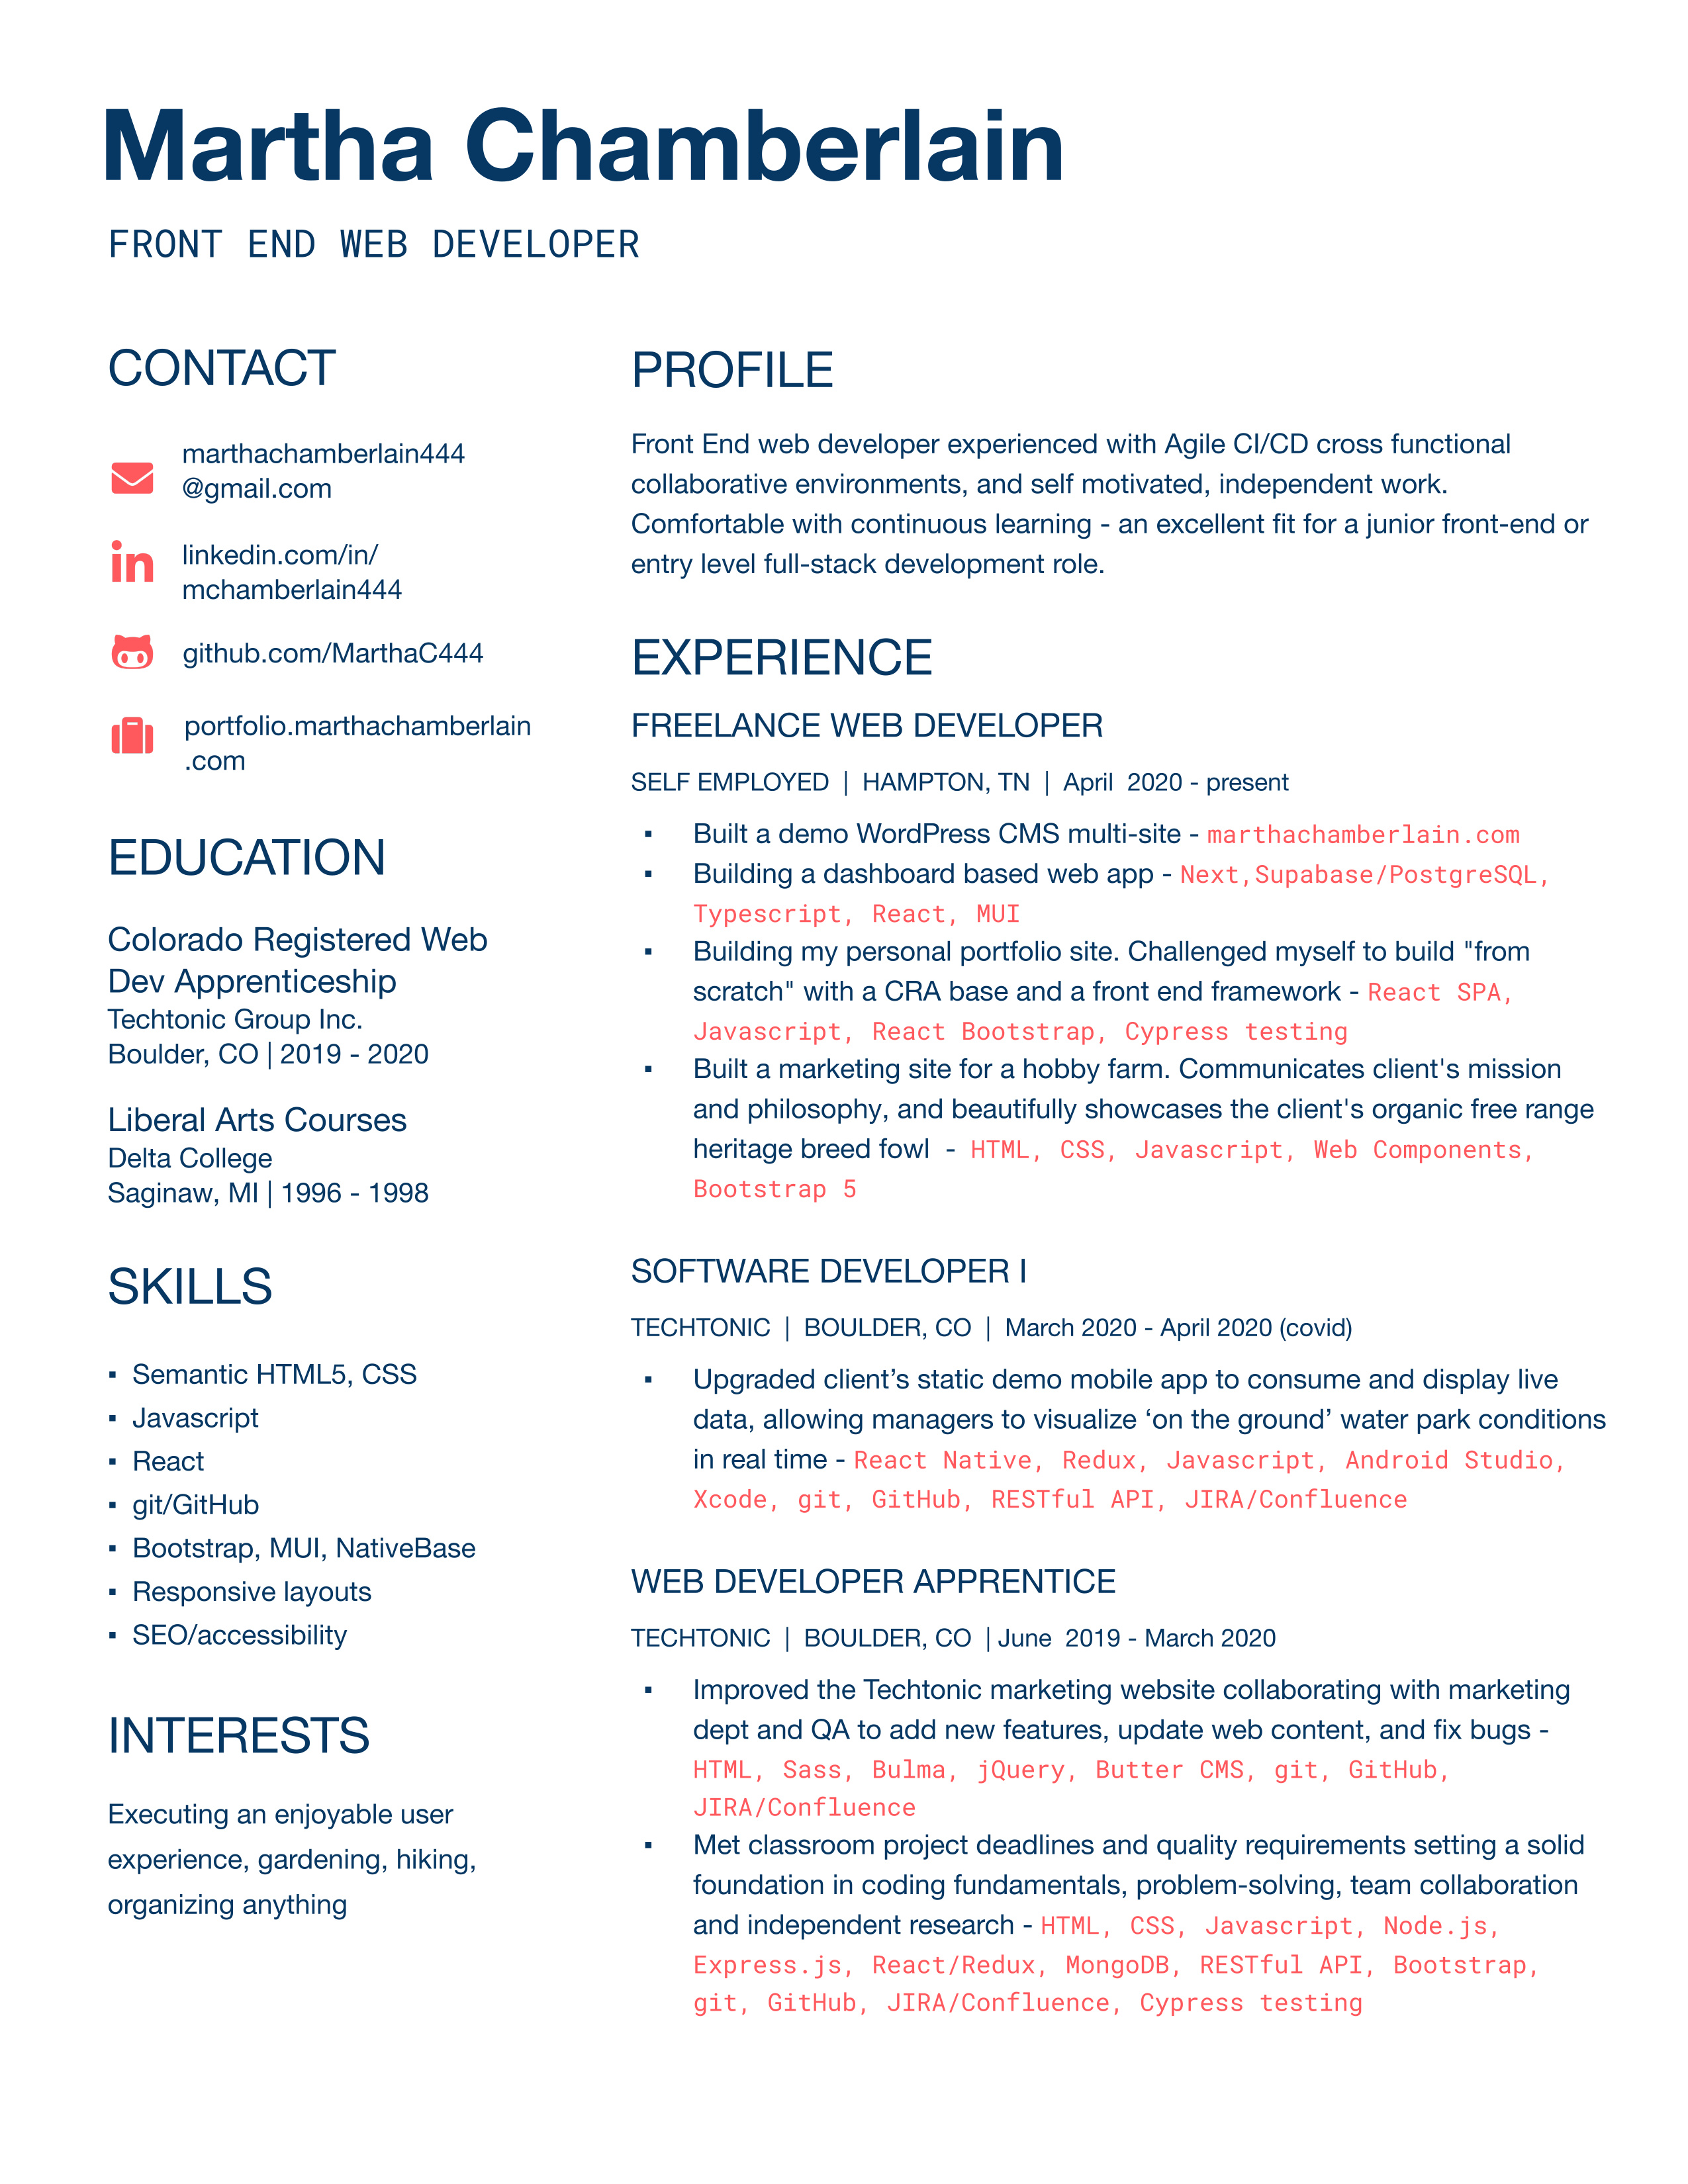 Martha Chamberlain
FRONT END WEB DEVELOPER
CONTACT
marthachamberlain444
@gmail.com
linkedin.com/in/
mchamberlain444
github.com/MarthaC444
portfolio.marthachamberlain
.com
EDUCATION
Colorado Registered Web
Dev Apprenticeship
Techtonic Group Inc.
Boulder, CO | 2019 - 2020
Liberal Arts Courses
Delta College
Saginaw, MI | 1996 - 1998
SKILLS
▪ Semantic HTML5, CSS
▪ Javascript
▪ React
▪ git/GitHub
▪ Bootstrap, MUI, NativeBase
▪ Responsive layouts
▪ SEO/accessibility
INTERESTS
Executing an enjoyable user
experience, gardening, hiking,
organizing anything
PROFILE
Front End web developer experienced with Agile CI/CD cross functional
collaborative environments, and self motivated, independent work.
Comfortable with continuous learning - an excellent fit for a junior front-end or
entry level full-stack development role.
EXPERIENCE
FREELANCE WEB DEVELOPER
SELF EMPLOYED | HAMPTON, TN | April 2020 - present
▪ Built a demo WordPress CMS multi-site - marthachamberlain.com
▪ Building a dashboard based web app - Next,Supabase/PostgreSQL,
Typescript, React, MUI
▪ Building my personal portfolio site. Challenged myself to build "from
scratch" with a CRA base and a front end framework - React SPA,
Javascript, React Bootstrap, Cypress testing
▪ Built a marketing site for a hobby farm. Communicates client's mission
and philosophy, and beautifully showcases the client's organic free range
heritage breed fowl - HTML, CSS, Javascript, Web Components,
Bootstrap 5
SOFTWARE DEVELOPER I
TECHTONIC | BOULDER, CO | March 2020 - April 2020 (covid)
▪ Upgraded client’s static demo mobile app to consume and display live
data, allowing managers to visualize ‘on the ground’ water park conditions
in real time - React Native, Redux, Javascript, Android Studio,
Xcode, git, GitHub, RESTful API, JIRA/Confluence
WEB DEVELOPER APPRENTICE
TECHTONIC | BOULDER, CO | June 2019 - March 2020
▪ Improved the Techtonic marketing website collaborating with marketing
dept and QA to add new features, update web content, and fix bugs -
HTML, Sass, Bulma, jQuery, Butter CMS, git, GitHub,
JIRA/Confluence
▪ Met classroom project deadlines and quality requirements setting a solid
foundation in coding fundamentals, problem-solving, team collaboration
and independent research - HTML, CSS, Javascript, Node.js,
Express.js, React/Redux, MongoDB, RESTful API, Bootstrap,
git, GitHub, JIRA/Confluence, Cypress testing